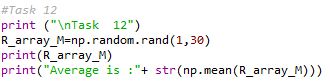 #Task 12
print ("\nTask  12")
R_array_M=np.random.rand(1,30)
print(R_array_M)
print("Average is :"+ str(np.mean(R_array_M)))